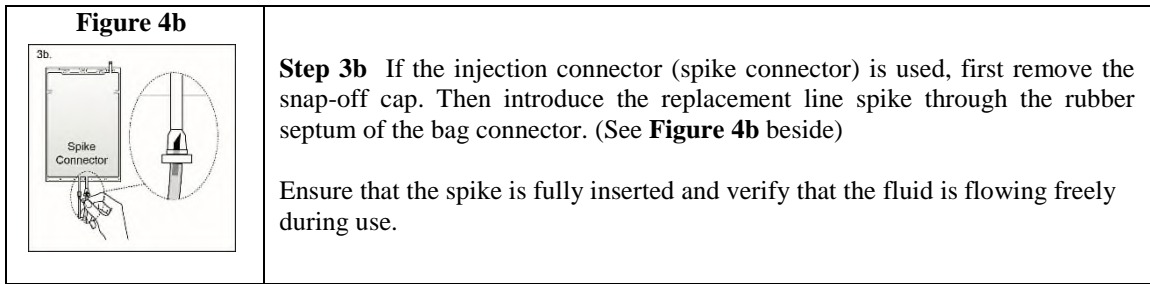 Figure 4b
3b.
Spike
Connector
Step 3b If the injection connector (spike connector) is used, first remove the
snap-off cap. Then introduce the replacement line spike through the rubber
septum of the bag connector. (See Figure 4b beside)
Ensure that the spike is fully inserted and verify that the fluid is flowing freely
during use.